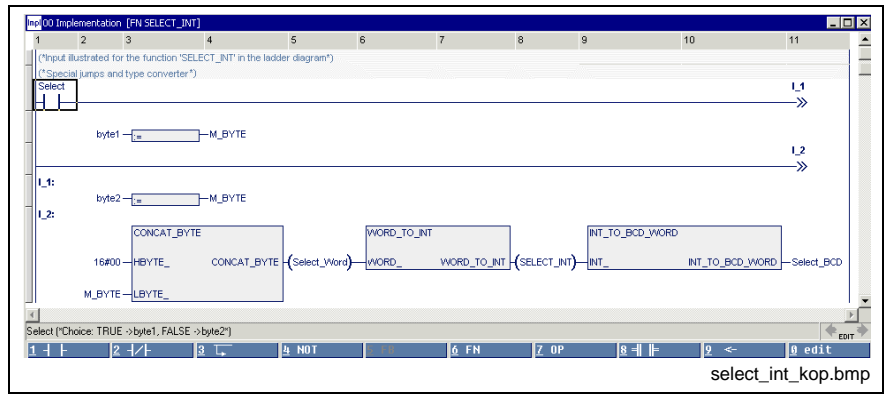 Impl 00 Implementation [FN SELECT_INT]
1 2 3 4 5 6 7 8 9 10 11
(*Input illustrated for the function 'SELECT_INT' in the ladder diagram*)
(*Special jumps and type converter*)
Select I_1
byte1 := M_BYTE
I_2
I_1:
byte2 := M_BYTE
I_2:
CONCAT_BYTE WORD_TO_INT INT_TO_BCD_WORD
16#00 HBYTE_ CONCAT_BYTE (Select_Word) WORD_ WORD_TO_INT (SELECT_INT) INT_ INT_TO_BCD_WORD Select_BCD
M_BYTE LBYTE_
Select (*Choice: TRUE ->byte1, FALSE ->byte2*) EDIT
1 2 3 4 NOT 5 FB 6 FN 7 OP 8 9 <- 0 edit
select_int_kop.bmp